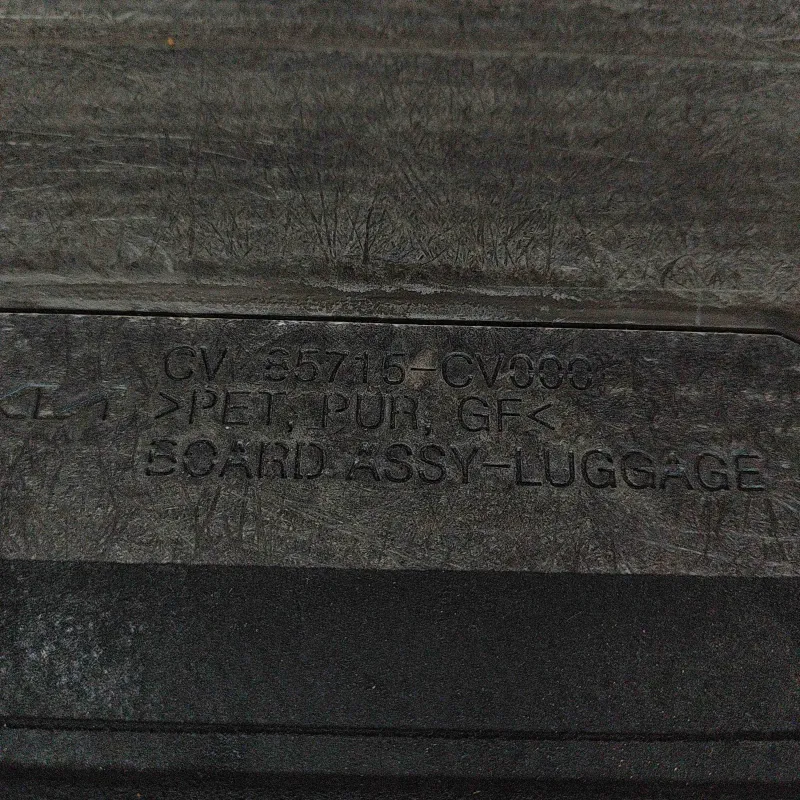 CV 85715-CV000
>PET, PUR, GF<
BOARD ASSY-LUGGAGE